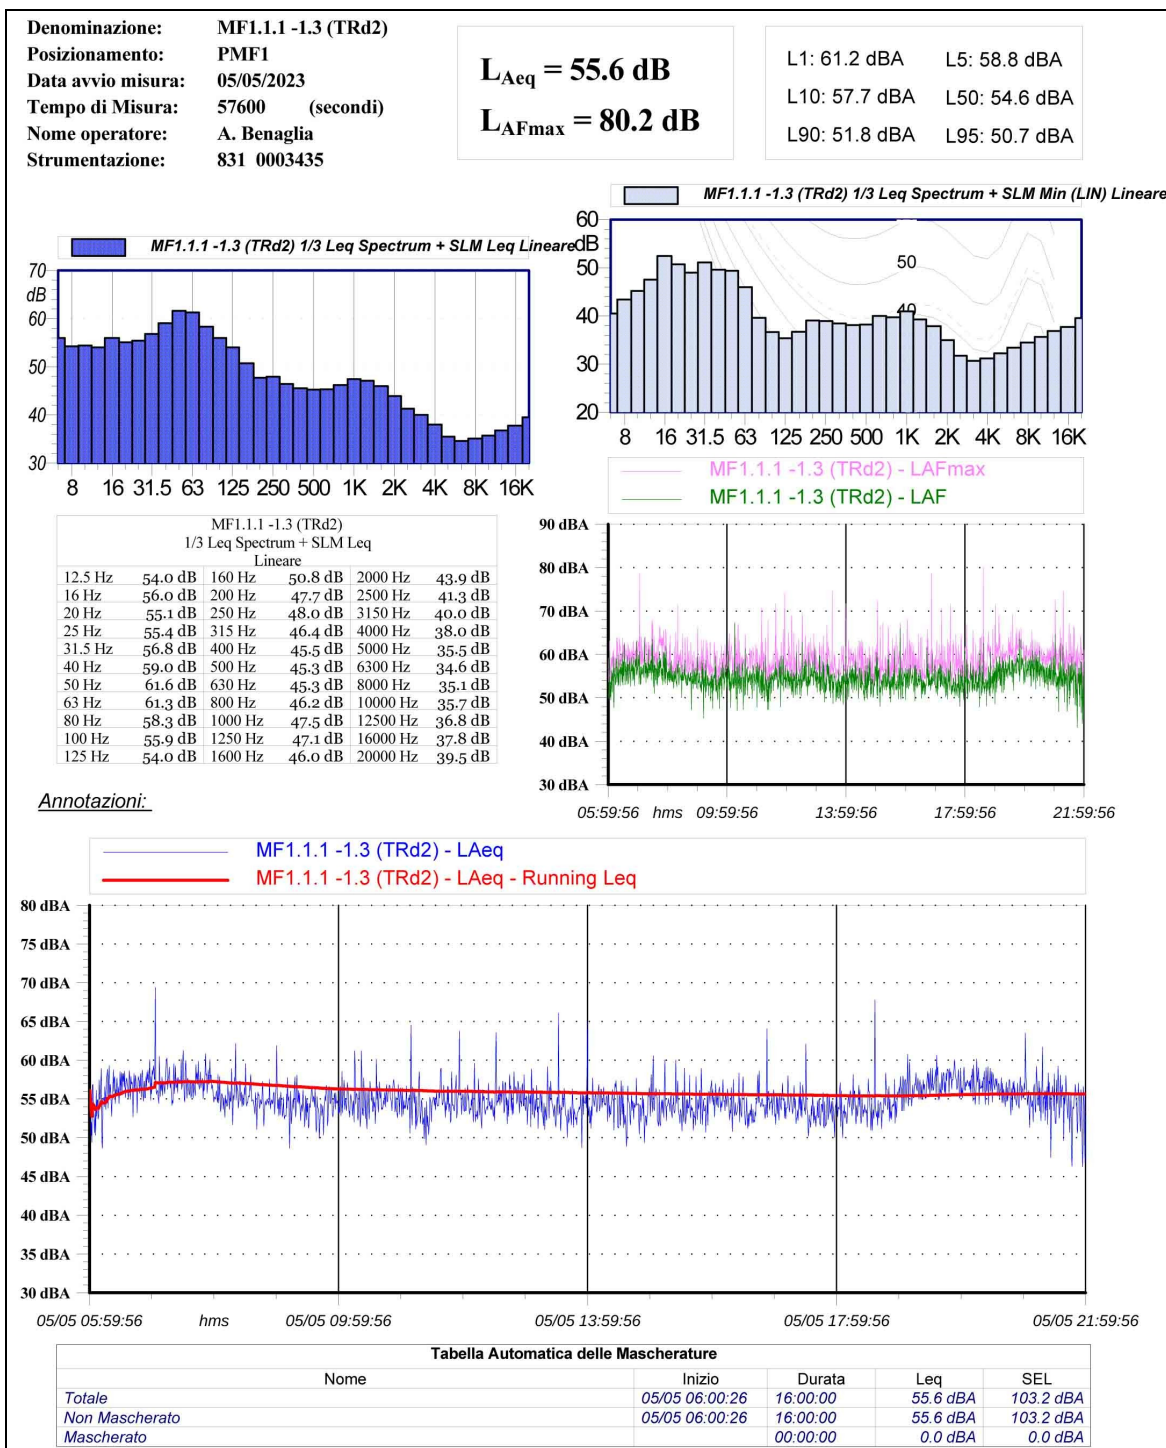 Denominazione: MF1.1.1 -1.3 (TRd2)
Posizionamento: PMF1
Data avvio misura: 05/05/2023
Tempo di Misura: 57600 (secondi)
Nome operatore: A. Benaglia
Strumentazione: 831 0003435
LAeq = 55.6 dB
LAFmax = 80.2 dB
L1: 61.2 dBA L5: 58.8 dBA
L10: 57.7 dBA L50: 54.6 dBA
L90: 51.8 dBA L95: 50.7 dBA
MF1.1.1 -1.3 (TRd2) 1/3 Leq Spectrum + SLM Leq Lineare
70
dB
60
50
40
30
8 16 31.5 63 125 250 500 1K 2K 4K 8K 16K
MF1.1.1 -1.3 (TRd2) 1/3 Leq Spectrum + SLM Min (LIN) Lineare
60
dB
50
40
30
20
50
40
8 16 31.5 63 125 250 500 1K 2K 4K 8K 16K
MF1.1.1 -1.3 (TRd2)
1/3 Leq Spectrum + SLM Leq
Lineare
12.5 Hz 54.0 dB 160 Hz 50.8 dB 2000 Hz 43.9 dB
16 Hz 56.0 dB 200 Hz 47.7 dB 2500 Hz 41.3 dB
20 Hz 55.1 dB 250 Hz 48.0 dB 3150 Hz 40.0 dB
25 Hz 55.4 dB 315 Hz 46.4 dB 4000 Hz 38.0 dB
31.5 Hz 56.8 dB 400 Hz 45.5 dB 5000 Hz 35.5 dB
40 Hz 59.0 dB 500 Hz 45.3 dB 6300 Hz 34.6 dB
50 Hz 61.6 dB 630 Hz 45.3 dB 8000 Hz 35.1 dB
63 Hz 61.3 dB 800 Hz 46.2 dB 10000 Hz 35.7 dB
80 Hz 58.3 dB 1000 Hz 47.5 dB 12500 Hz 36.8 dB
100 Hz 55.9 dB 1250 Hz 47.1 dB 16000 Hz 37.8 dB
125 Hz 54.0 dB 1600 Hz 46.0 dB 20000 Hz 39.5 dB
MF1.1.1 -1.3 (TRd2) - LAFmax
MF1.1.1 -1.3 (TRd2) - LAF
90 dBA
80 dBA
70 dBA
60 dBA
50 dBA
40 dBA
30 dBA
05:59:56 hms 09:59:56 13:59:56 17:59:56 21:59:56
Annotazioni:
MF1.1.1 -1.3 (TRd2) - LAeq
MF1.1.1 -1.3 (TRd2) - LAeq - Running Leq
80 dBA
75 dBA
70 dBA
65 dBA
60 dBA
55 dBA
50 dBA
45 dBA
40 dBA
35 dBA
30 dBA
05/05 05:59:56 hms 05/05 09:59:56 05/05 13:59:56 05/05 17:59:56 05/05 21:59:56
Tabella Automatica delle Mascherature
Nome Inizio Durata Leq SEL
Totale 05/05 06:00:26 16:00:00 55.6 dBA 103.2 dBA
Non Mascherato 05/05 06:00:26 16:00:00 55.6 dBA 103.2 dBA
Mascherato 00:00:00 0.0 dBA 0.0 dBA